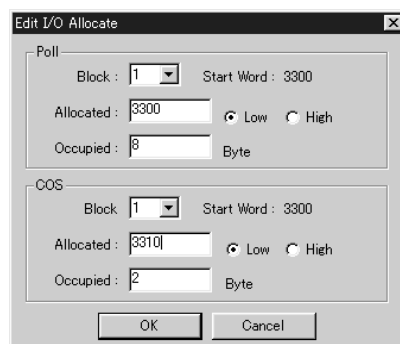 Edit I/O Allocate
Poll
Block : 1 Start Word : 3300
Allocated : 3300 Low High
Occupied : 8 Byte
COS
Block 1 Start Word : 3300
Allocated : 3310 Low High
Occupied : 2 Byte
OK Cancel